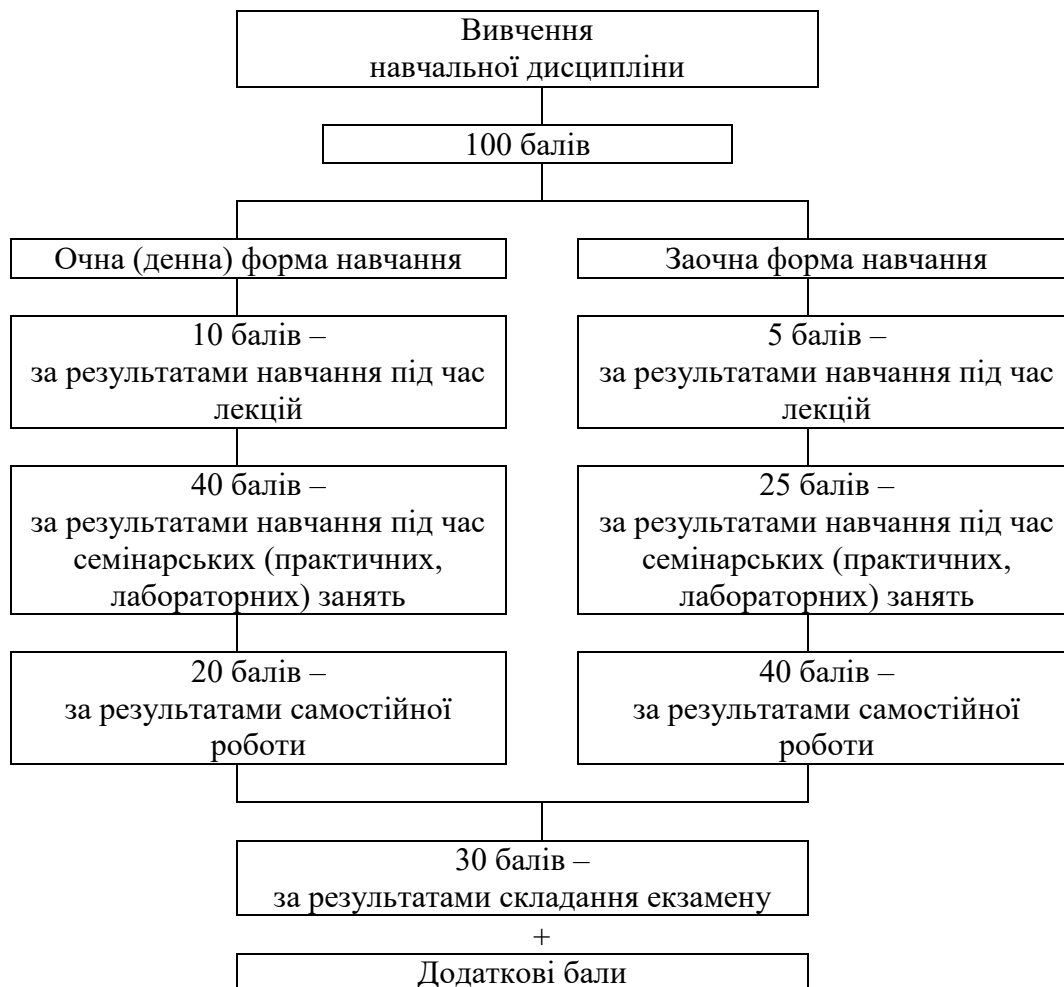 Вивчення
навчальної дисципліни
100 балів
Очна (денна) форма навчання
10 балів –
за результатами навчання під час
лекцій
40 балів –
за результатами навчання під час
семінарських (практичних,
лабораторних) занять
20 балів –
за результатами самостійної
роботи
Заочна форма навчання
5 балів –
за результатами навчання під час
лекцій
25 балів –
за результатами навчання під час
семінарських (практичних,
лабораторних) занять
40 балів –
за результатами самостійної
роботи
30 балів –
за результатами складання екзамену
+
Додаткові бали